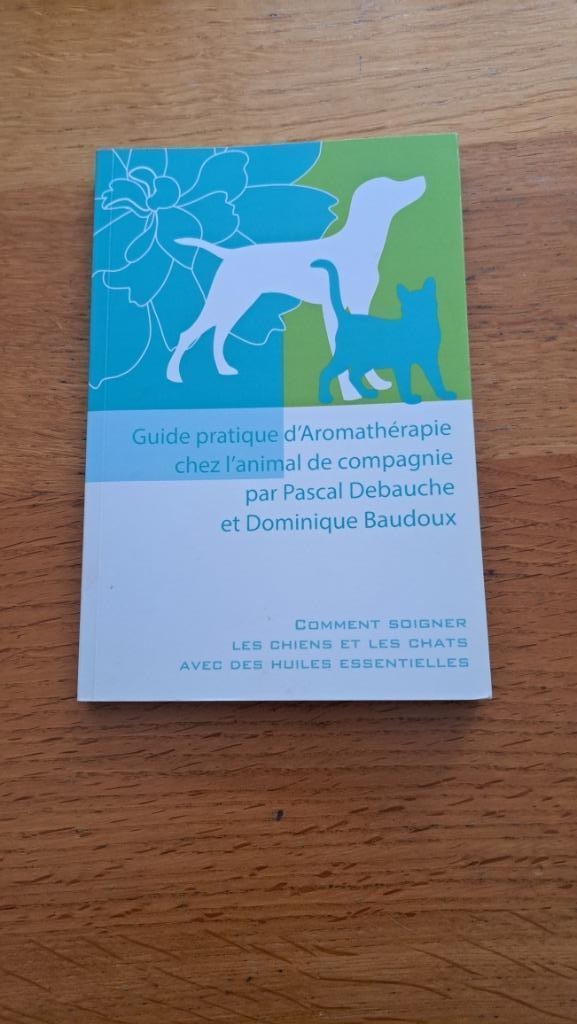 Guide pratique d'Aromathérapie
chez l'animal de compagnie
par Pascal Debauche
et Dominique Baudoux
COMMENT SOIGNER
LES CHIENS ET LES CHATS
AVEC DES HUILES ESSENTIELLES